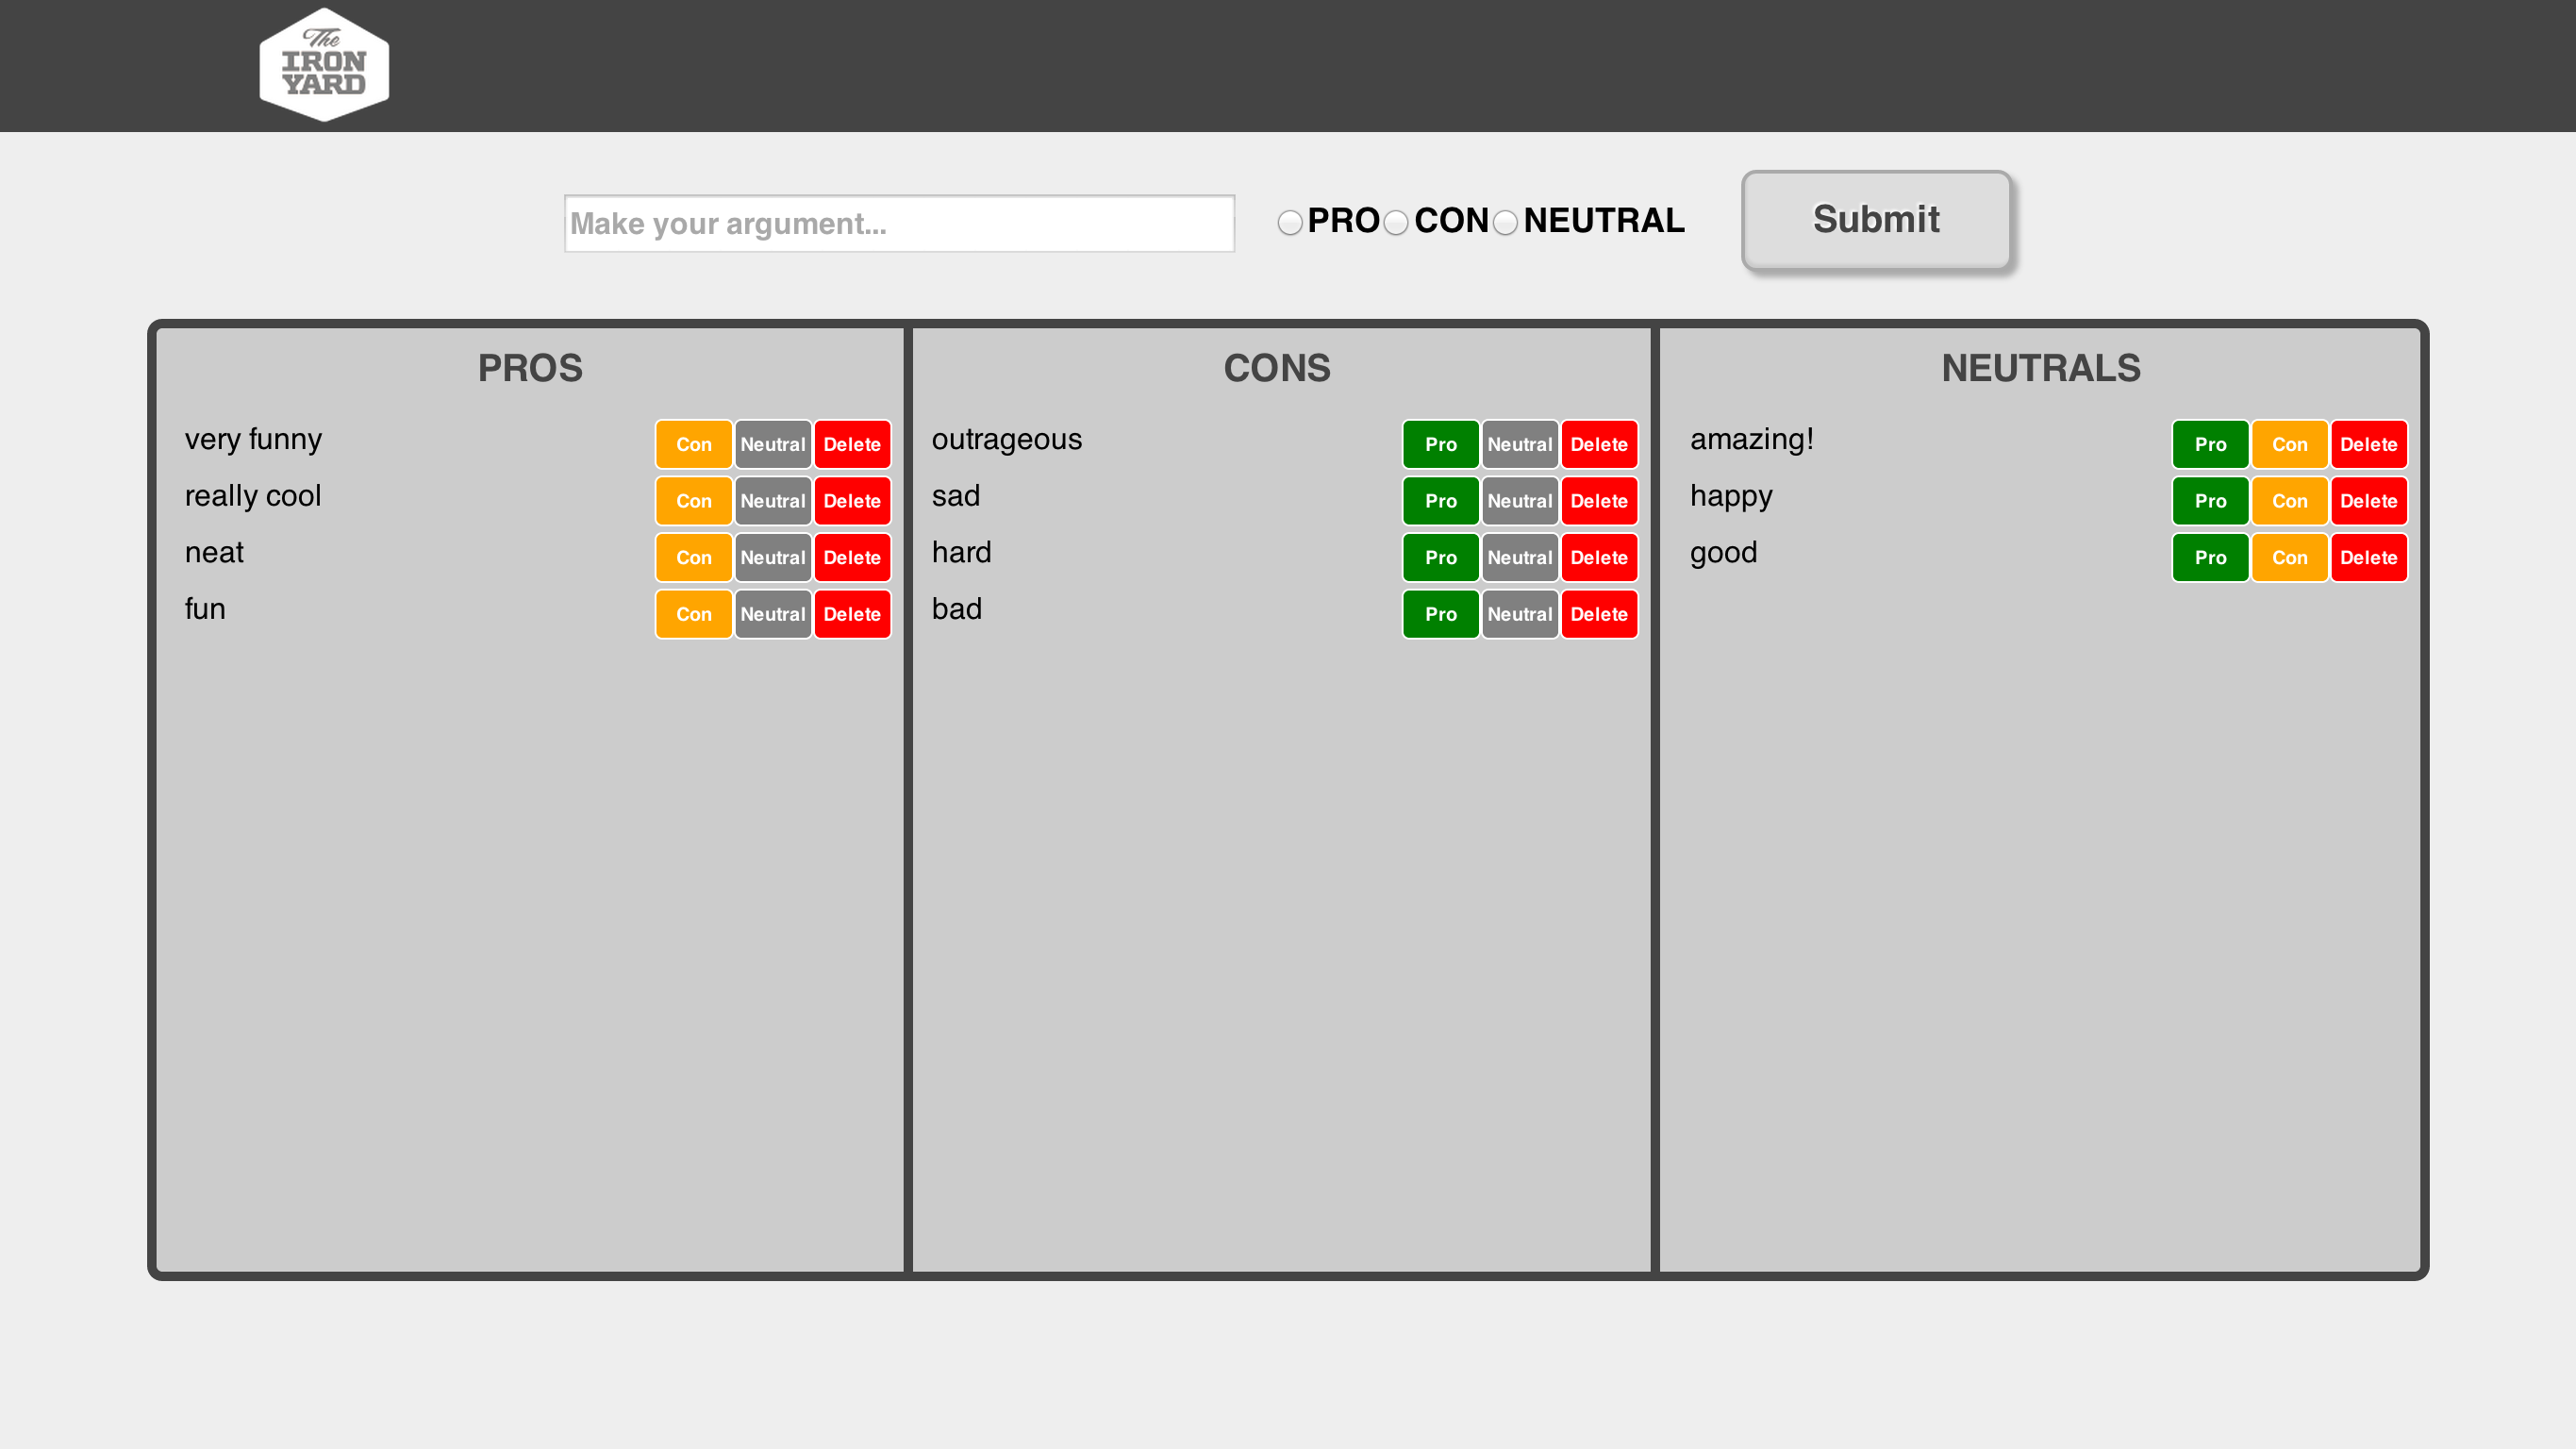 The
IRON
YARD
Make your argument... PRO CON NEUTRAL Submit
PROS
very funny Con Neutral Delete
really cool Con Neutral Delete
neat Con Neutral Delete
fun Con Neutral Delete
CONS
outrageous Pro Neutral Delete
sad Pro Neutral Delete
hard Pro Neutral Delete
bad Pro Neutral Delete
NEUTRALS
amazing! Pro Con Delete
happy Pro Con Delete
good Pro Con Delete